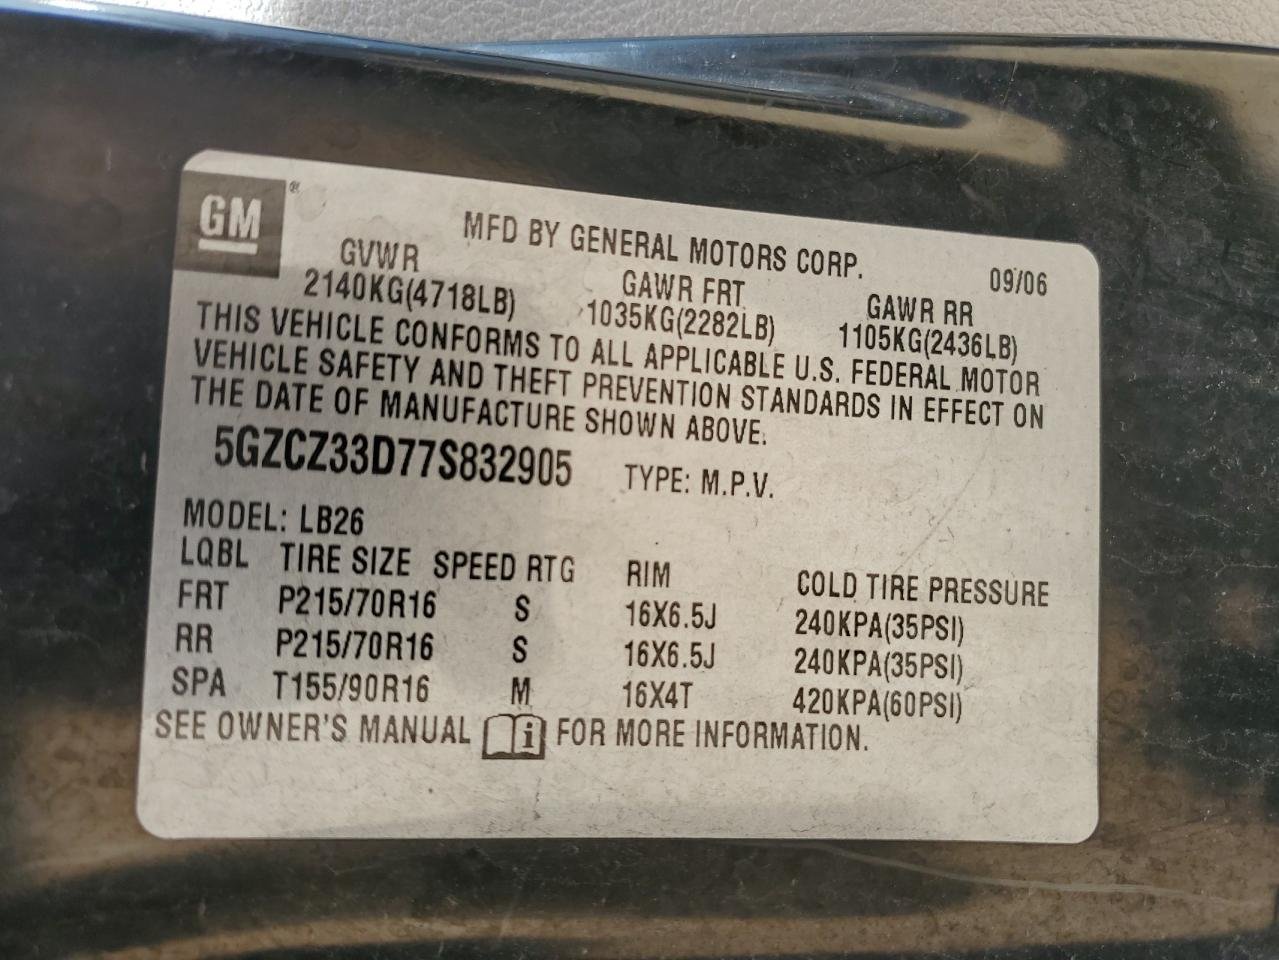 GM ®
MFD BY GENERAL MOTORS CORP. 09/06
GVWR GAWR FRT GAWR RR
2140KG(4718LB) 1035KG(2282LB) 1105KG(2436LB)
THIS VEHICLE CONFORMS TO ALL APPLICABLE U.S. FEDERAL MOTOR
VEHICLE SAFETY AND THEFT PREVENTION STANDARDS IN EFFECT ON
THE DATE OF MANUFACTURE SHOWN ABOVE.
5GZCZ33D77S832905 TYPE: M.P.V.
MODEL: LB26
LQBL TIRE SIZE SPEED RTG RIM COLD TIRE PRESSURE
FRT P215/70R16 S 16X6.5J 240KPA(35PSI)
RR P215/70R16 S 16X6.5J 240KPA(35PSI)
SPA T155/90R16 M 16X4T 420KPA(60PSI)
SEE OWNER'S MANUAL i FOR MORE INFORMATION.